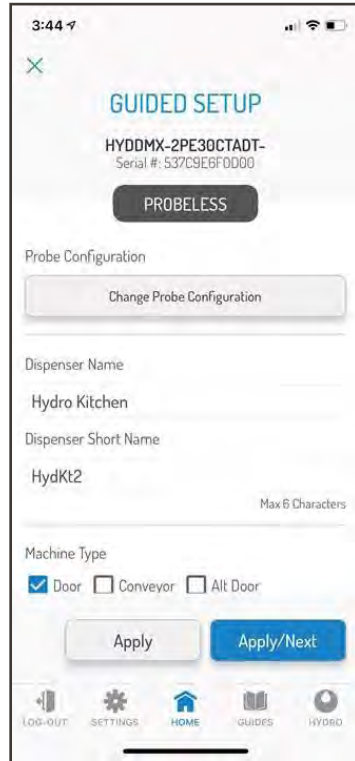 3:44
GUIDED SETUP
HYDDMX-2PE30CTADT-
Serial #: 537C9E6F0D00
PROBELESS
Probe Configuration
Change Probe Configuration
Dispenser Name
Hydro Kitchen
Dispenser Short Name
HydKt2
Max 6 Characters
Machine Type
Door Conveyor Alt Door
Apply Apply/Next
LOG-OUT SETTINGS HOME GUIDES HYDRO